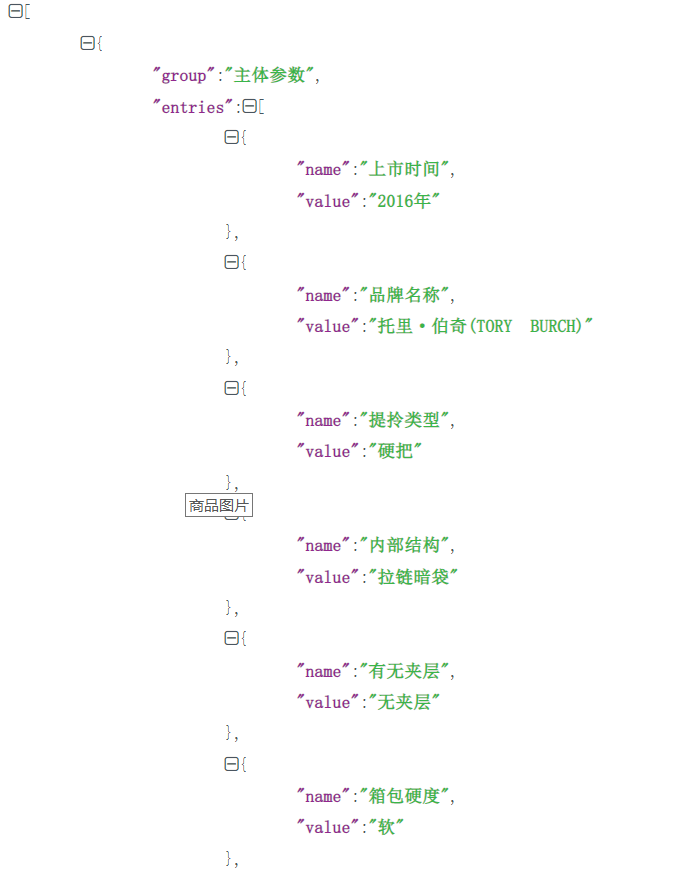 [
{
"group":"主体参数",
"entries":[
{
"name":"上市时间",
"value":"2016年"
},
{
"name":"品牌名称",
"value":"托里·伯奇(TORY  BURCH)"
},
{
"name":"提拎类型",
"value":"硬把"
},
商品图片
{
"name":"内部结构",
"value":"拉链暗袋"
},
{
"name":"有无夹层",
"value":"无夹层"
},
{
"name":"箱包硬度",
"value":"软"
},